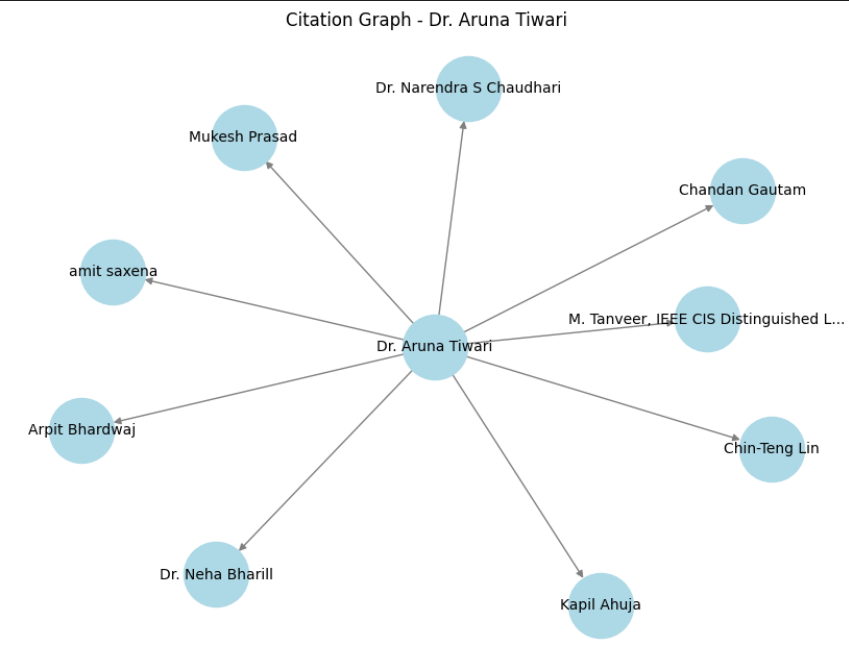 Citation Graph - Dr. Aruna Tiwari
Dr. Narendra S Chaudhari
Mukesh Prasad
Chandan Gautam
amit saxena
M. Tanveer, IEEE CIS Distinguished L...
Dr. Aruna Tiwari
Arpit Bhardwaj
Chin-Teng Lin
Dr. Neha Bharill
Kapil Ahuja